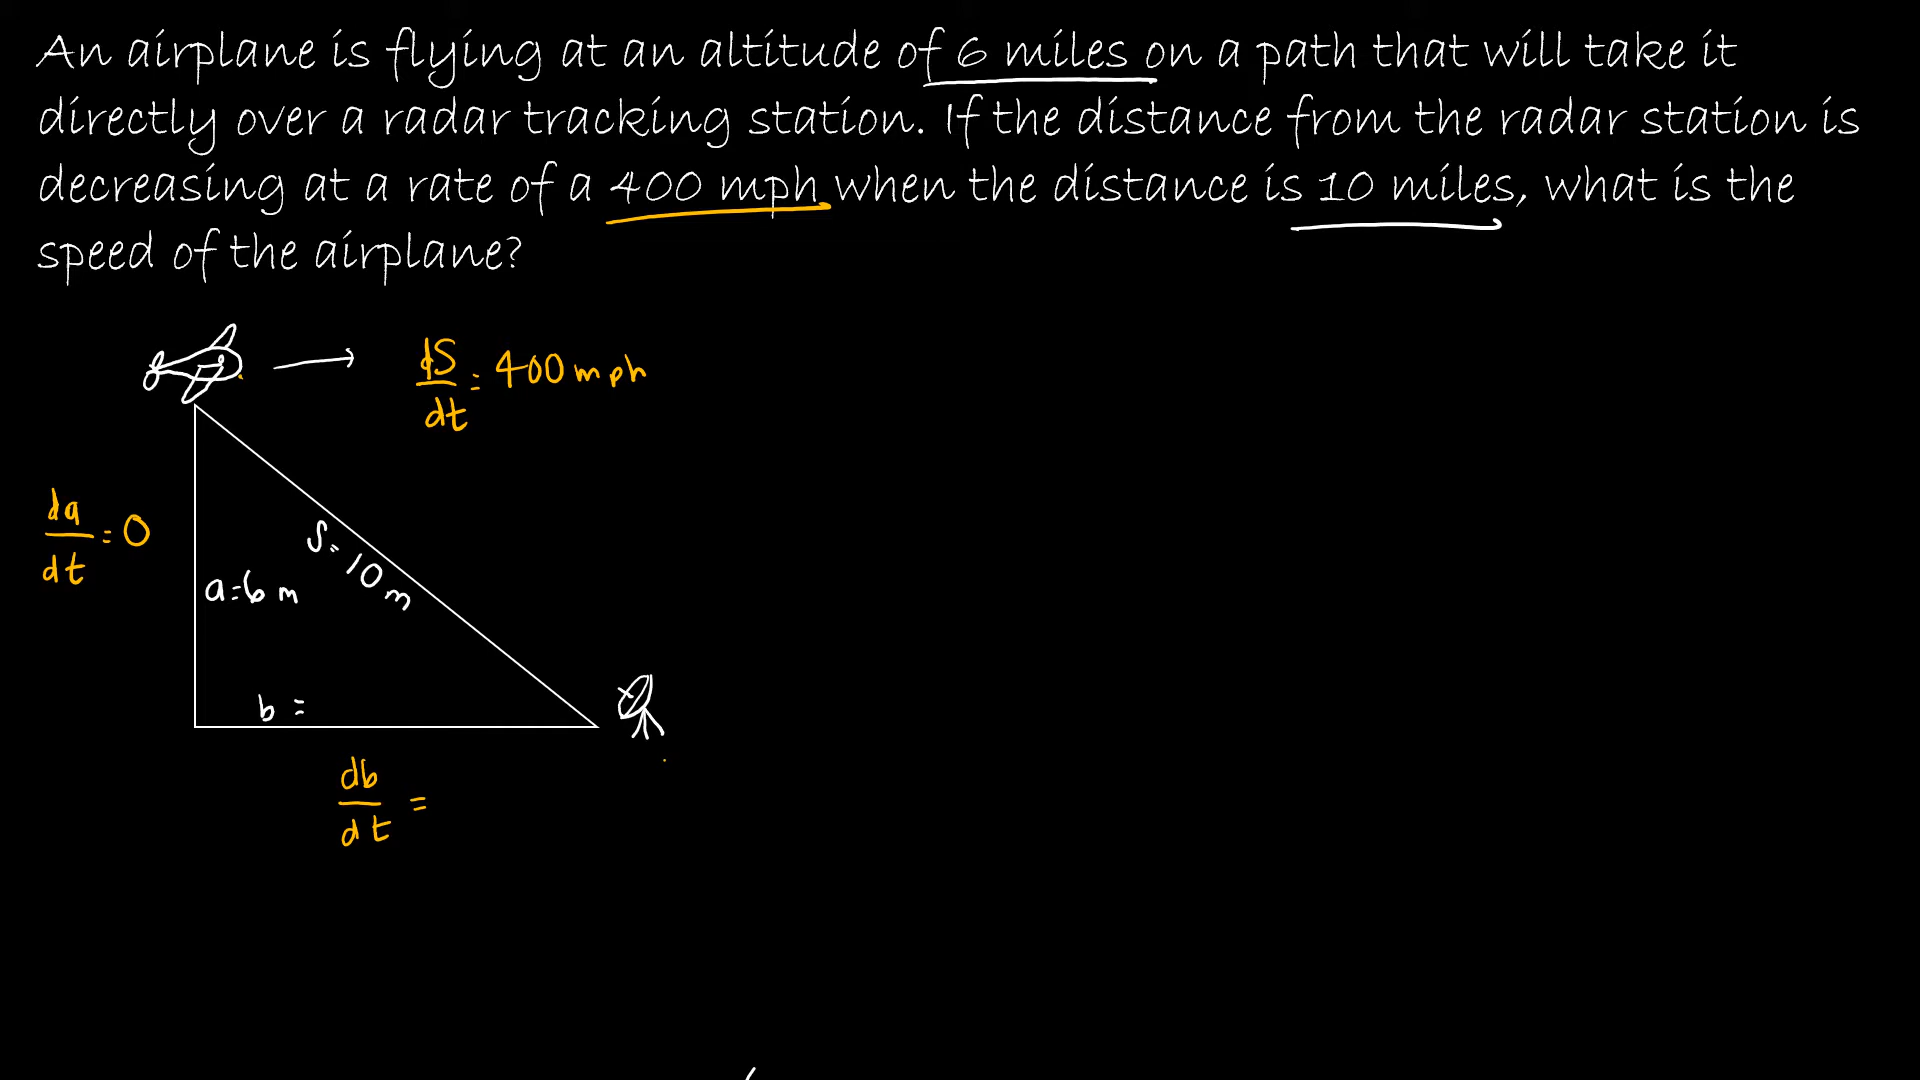 An airplane is flying at an altitude of 6 miles on a path that will take it
directly over a radar tracking station. If the distance from the radar station is
decreasing at a rate of a 400 mph when the distance is 10 miles, what is the
speed of the airplane?
dS/dt = 400 mph
da/dt = 0
S = 10 m
a = 6 m
b =
db/dt =